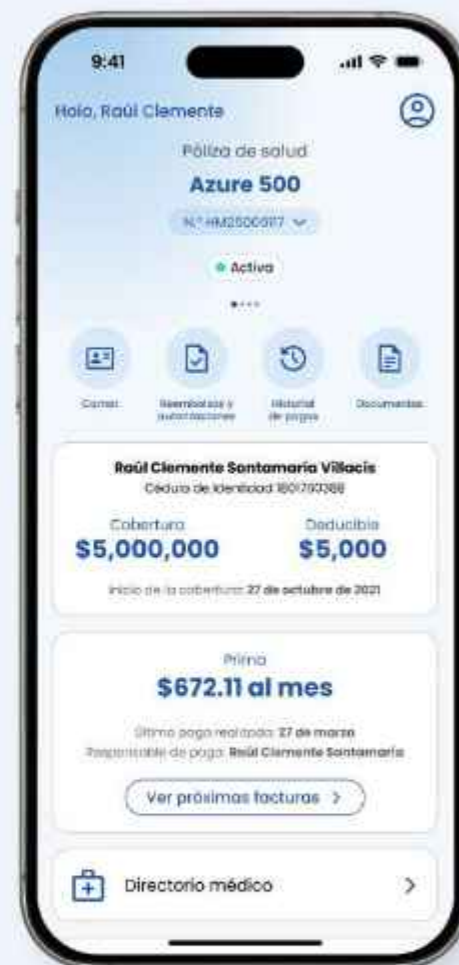 9:41
Hola, Raúl Clemente
Póliza de salud
Azure 500
Activa
Carnet
Reembolsos y
autorizaciones
Historial
de pagos
Documentos
Raúl Clemente Santamaría Villacis
Cédula de Identidad
Cobertura
Deducible
$5,000,000
$5,000
Inicio de la cobertura: 27 de octubre de 2021
Prima
$672.11 al mes
Último pago realizado: 27 de marzo
Responsable de pago: Raúl Clemente Santamaría
Ver próximas facturas
Directorio médico